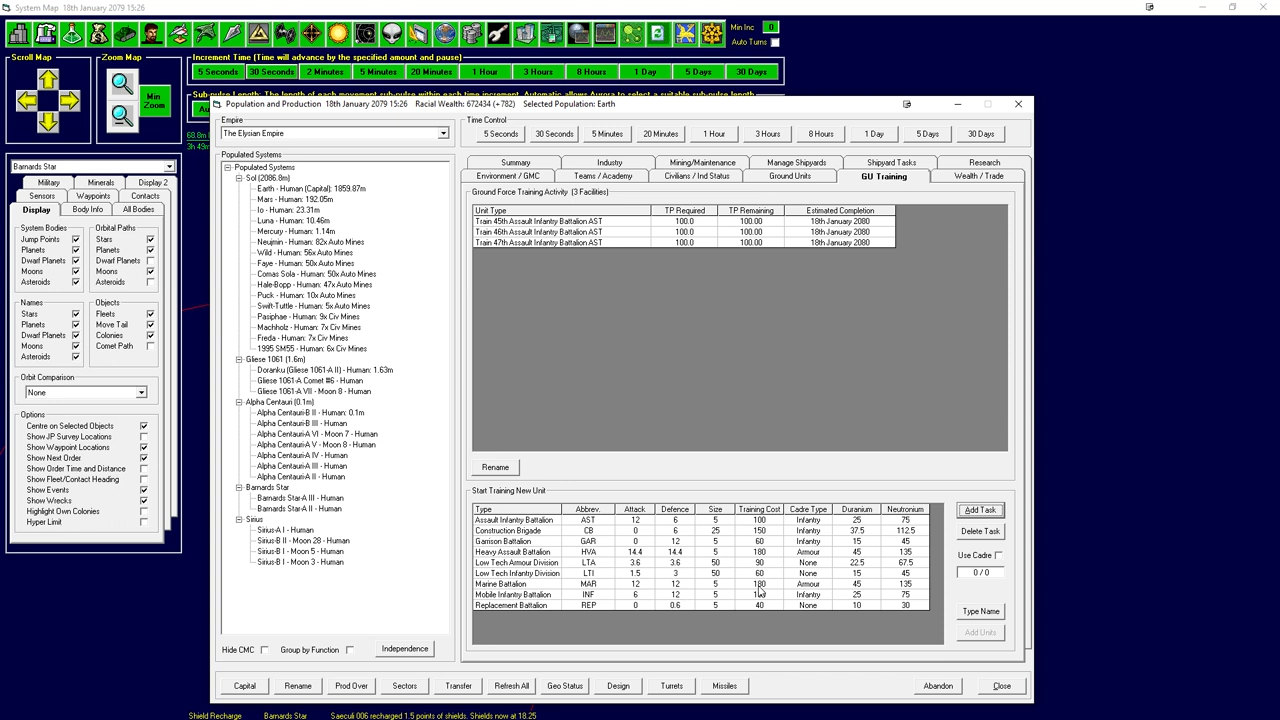 System Map 18th January 2079 15:26
Min Inc 0
Auto Turns
Scroll Map
Zoom Map
Min Zoom
Increment Time (Time will advance by the specified amount and pause)
5 Seconds 30 Seconds 2 Minutes 5 Minutes 20 Minutes 1 Hour 3 Hours 8 Hours 1 Day 5 Days 30 Days
Sub-pulse Length: The length of each movement sub-pulse within each time increment. Automatic allows Aurora to select a suitable sub-pulse length.
Population and Production 18th January 2079 15:26 Racial Wealth: 672434 (+782) Selected Population: Earth
Empire
The Elysian Empire
Time Control
5 Seconds 30 Seconds 5 Minutes 20 Minutes 1 Hour 3 Hours 8 Hours 1 Day 5 Days 30 Days
Summary Industry Mining/Maintenance Manage Shipyards Shipyard Tasks Research
Environment / GMC Teams / Academy Civilians / Ind Status Ground Units GU Training Wealth / Trade
Barnards Star
Military Minerals Display 2
Sensors Waypoints Contacts
Display Body Info All Bodies
System Bodies
Jump Points
Planets
Dwarf Planets
Moons
Asteroids
Orbital Paths
Stars
Planets
Dwarf Planets
Moons
Asteroids
Names
Stars
Planets
Dwarf Planets
Moons
Asteroids
Objects
Fleets
Move Tail
Colonies
Comet Path
Orbit Comparison
None
Options
Centre on Selected Objects
Show JP Survey Locations
Show Waypoint Locations
Show Next Order
Show Order Time and Distance
Show Fleet/Contact Heading
Show Events
Show Wrecks
Highlight Own Colonies
Hyper Limit
Populated Systems
Populated Systems
Sol (2086.8m)
Earth - Human (Capital): 1859.87m
Mars - Human: 192.05m
Io - Human: 23.31m
Luna - Human: 10.46m
Mercury - Human: 1.14m
Neujmin - Human: 82x Auto Mines
Wild - Human: 56x Auto Mines
Faye - Human: 50x Auto Mines
Comas Sola - Human: 50x Auto Mines
Hale-Bopp - Human: 47x Auto Mines
Puck - Human: 10x Auto Mines
Swift-Tuttle - Human: 5x Auto Mines
Pasiphae - Human: 9x Civ Mines
Machholz - Human: 7x Civ Mines
Freda - Human: 7x Civ Mines
1995 SM55 - Human: 6x Civ Mines
Gliese 1061 (1.6m)
Doranku (Gliese 1061-A II) - Human: 1.63m
Gliese 1061-A Comet #6 - Human
Gliese 1061-A VII - Moon 8 - Human
Alpha Centauri (0.1m)
Alpha Centauri-B II - Human: 0.1m
Alpha Centauri-B III - Human
Alpha Centauri-A VI - Moon 7 - Human
Alpha Centauri-A V - Moon 8 - Human
Alpha Centauri-A IV - Human
Alpha Centauri-A III - Human
Alpha Centauri-A II - Human
Barnards Star
Barnards Star-A III - Human
Barnards Star-A II - Human
Sirius
Sirius-A I - Human
Sirius-B II - Moon 28 - Human
Sirius-B I - Moon 5 - Human
Sirius-B I - Moon 3 - Human
Hide CMC Group by Function Independence
Ground Force Training Activity (3 Facilities)
Unit Type TP Required TP Remaining Estimated Completion
Train 45th Assault Infantry Battalion AST 100.0 100.00 18th January 2080
Train 46th Assault Infantry Battalion AST 100.0 100.00 18th January 2080
Train 47th Assault Infantry Battalion AST 100.0 100.00 18th January 2080
Rename
Start Training New Unit
Type Abbrev. Attack Defence Size Training Cost Cadre Type Duranium Neutronium
Assault Infantry Battalion AST 12 6 5 100 Infantry 25 75
Construction Brigade CB 0 6 25 150 Infantry 37.5 112.5
Garrison Battalion GAR 0 12 5 60 Infantry 15 45
Heavy Assault Battalion HVA 14.4 14.4 5 180 Armour 45 135
Low Tech Armour Division LTA 3.6 3.6 50 90 None 22.5 67.5
Low Tech Infantry Division LTI 1.5 3 50 60 None 15 45
Marine Battalion MAR 12 12 5 180 Armour 45 135
Mobile Infantry Battalion INF 6 12 5 Infantry 25 75
Replacement Battalion REP 0 0.6 5 40 None 10 30
Add Task
Delete Task
Use Cadre
0 / 0
Type Name
Add Units
Capital Rename Prod Over Sectors Transfer Refresh All Geo Status Design Turrets Missiles Abandon Close
Shield Recharge Barnards Star Saeculi 006 recharged 1.5 points of shields. Shields now at 18.25